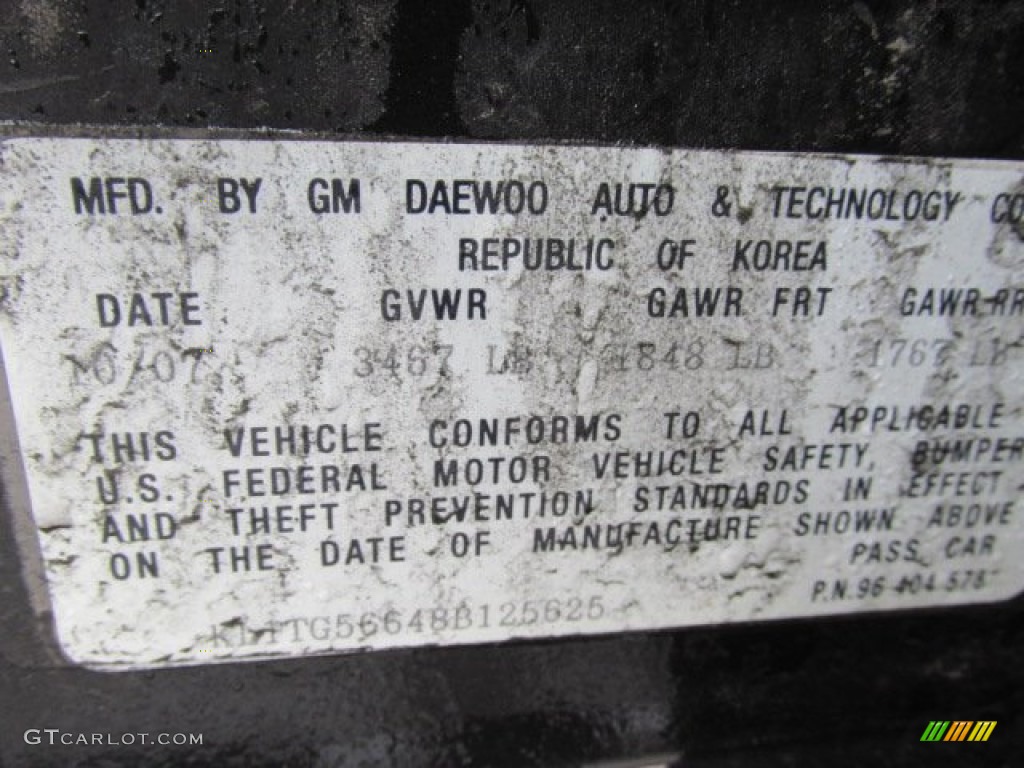 MFD. BY GM DAEWOO AUTO & TECHNOLOGY CO
REPUBLIC OF KOREA
DATE GVWR GAWR FRT GAWR RR
10/07 3467 LB 1848 LB 1767 LB
THIS VEHICLE CONFORMS TO ALL APPLICABLE
U.S. FEDERAL MOTOR VEHICLE SAFETY, BUMPER
AND THEFT PREVENTION STANDARDS IN EFFECT
ON THE DATE OF MANUFACTURE SHOWN ABOVE
PASS CAR
P.N. 96 404 578
KL1TG56648B125625
GTCARLOT.COM